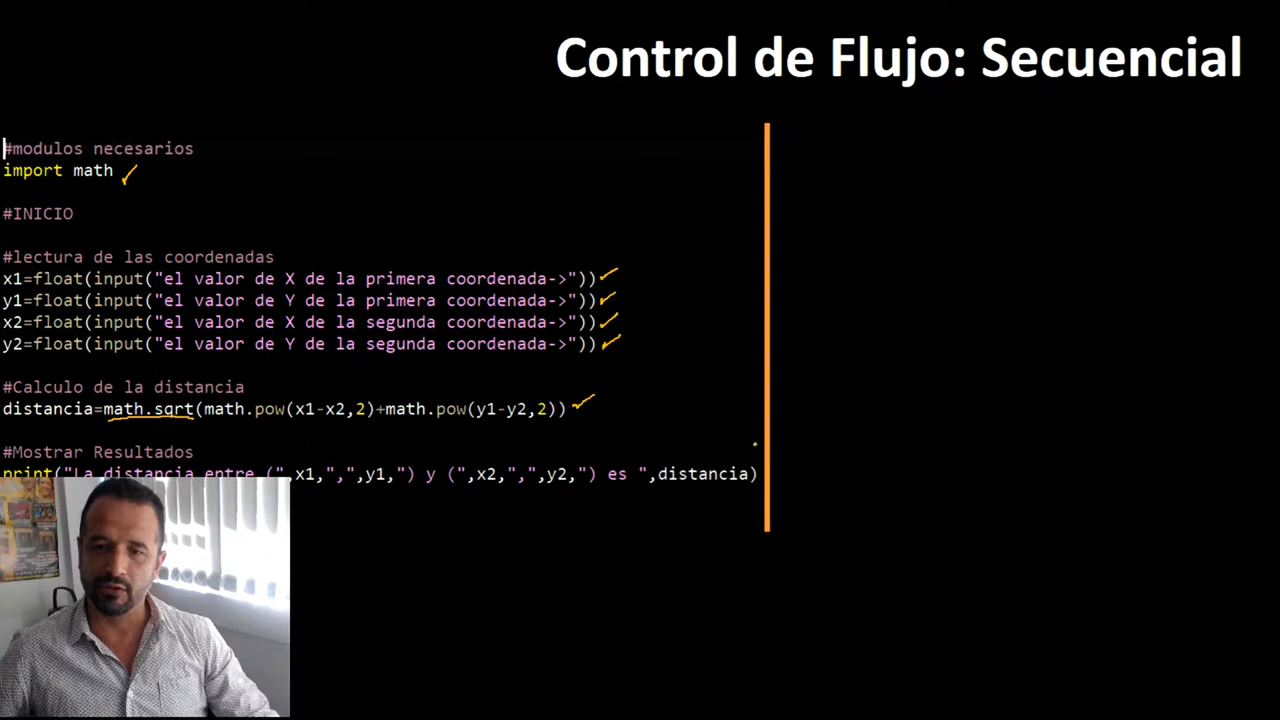 Control de Flujo: Secuencial
#modulos necesarios
import math
#INICIO
#lectura de las coordenadas
x1=float(input("el valor de X de la primera coordenada->"))
y1=float(input("el valor de Y de la primera coordenada->"))
x2=float(input("el valor de X de la segunda coordenada->"))
y2=float(input("el valor de Y de la segunda coordenada->"))
#Calculo de la distancia
distancia=math.sqrt(math.pow(x1-x2,2)+math.pow(y1-y2,2))
#Mostrar Resultados
print("La distancia entre (",x1,",",y1,") y (",x2,",",y2,") es ",distancia)